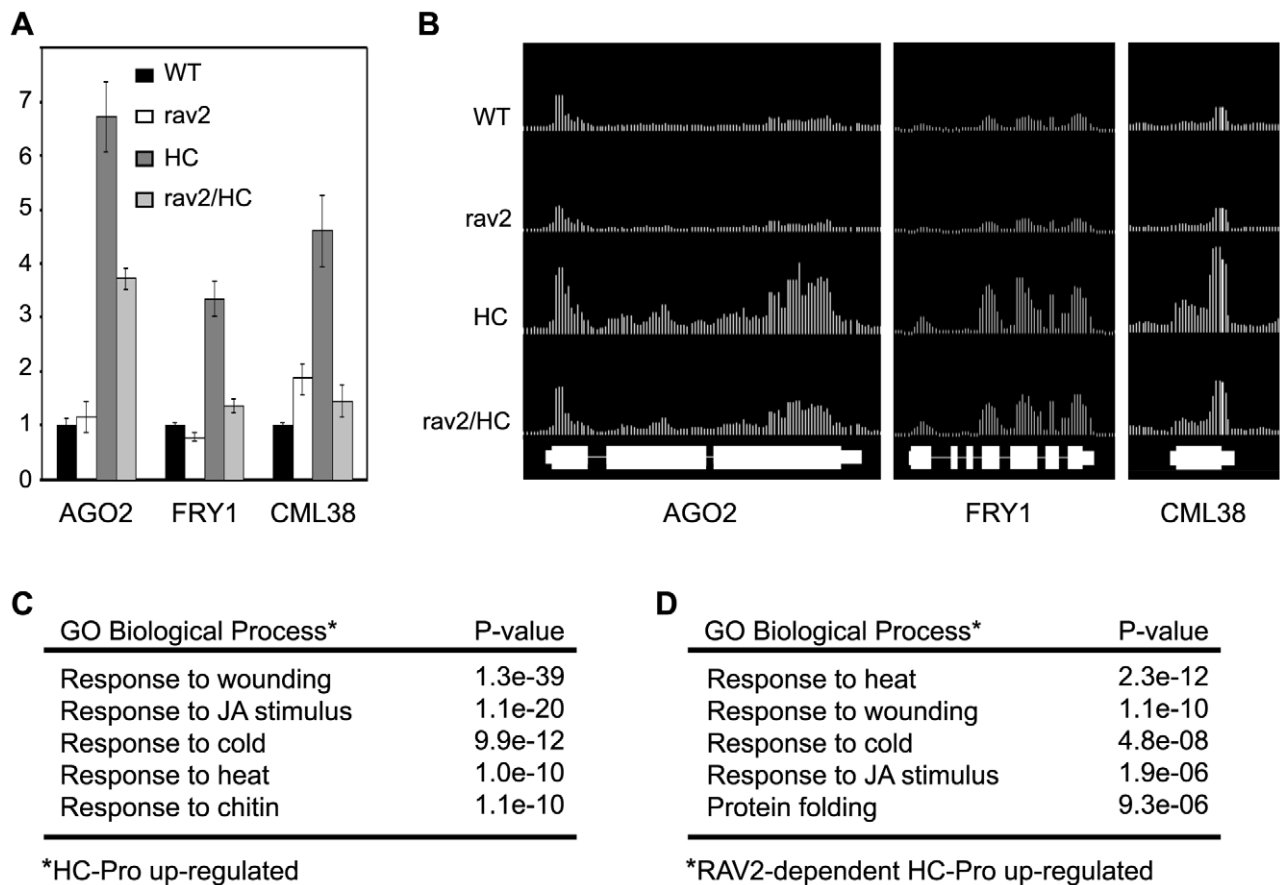 A
7
6
5
4
3
2
1
0
WT
rav2
HC
rav2/HC
AGO2 FRY1 CML38
B
WT
rav2
HC
rav2/HC
AGO2 FRY1 CML38
C
GO Biological Process* P-value
Response to wounding 1.3e-39
Response to JA stimulus 1.1e-20
Response to cold 9.9e-12
Response to heat 1.0e-10
Response to chitin 1.1e-10
*HC-Pro up-regulated
D
GO Biological Process* P-value
Response to heat 2.3e-12
Response to wounding 1.1e-10
Response to cold 4.8e-08
Response to JA stimulus 1.9e-06
Protein folding 9.3e-06
*RAV2-dependent HC-Pro up-regulated